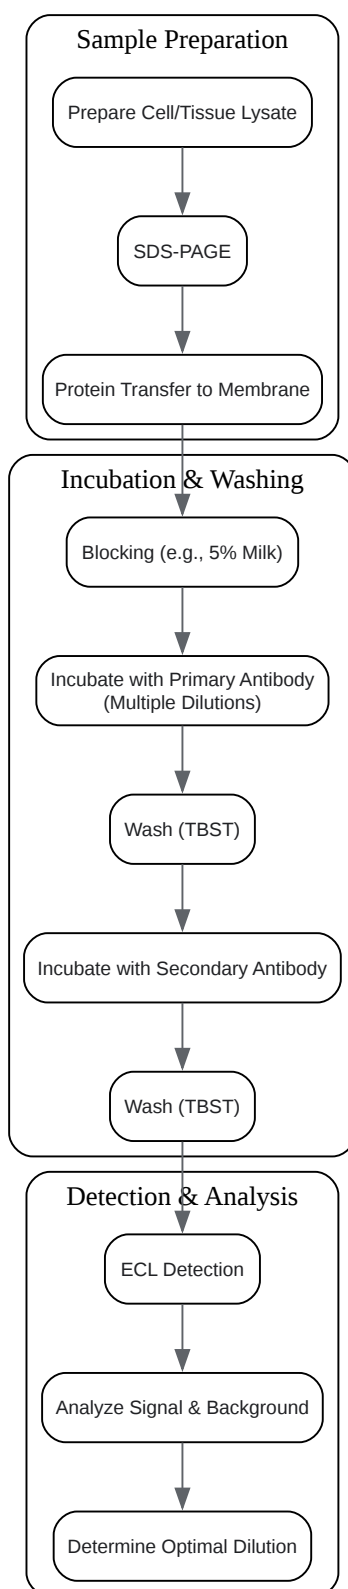 Sample Preparation
Prepare Cell/Tissue Lysate
SDS-PAGE
Protein Transfer to Membrane
Incubation & Washing
Blocking (e.g., 5% Milk)
Incubate with Primary Antibody
(Multiple Dilutions)
Wash (TBST)
Incubate with Secondary Antibody
Wash (TBST)
Detection & Analysis
ECL Detection
Analyze Signal & Background
Determine Optimal Dilution